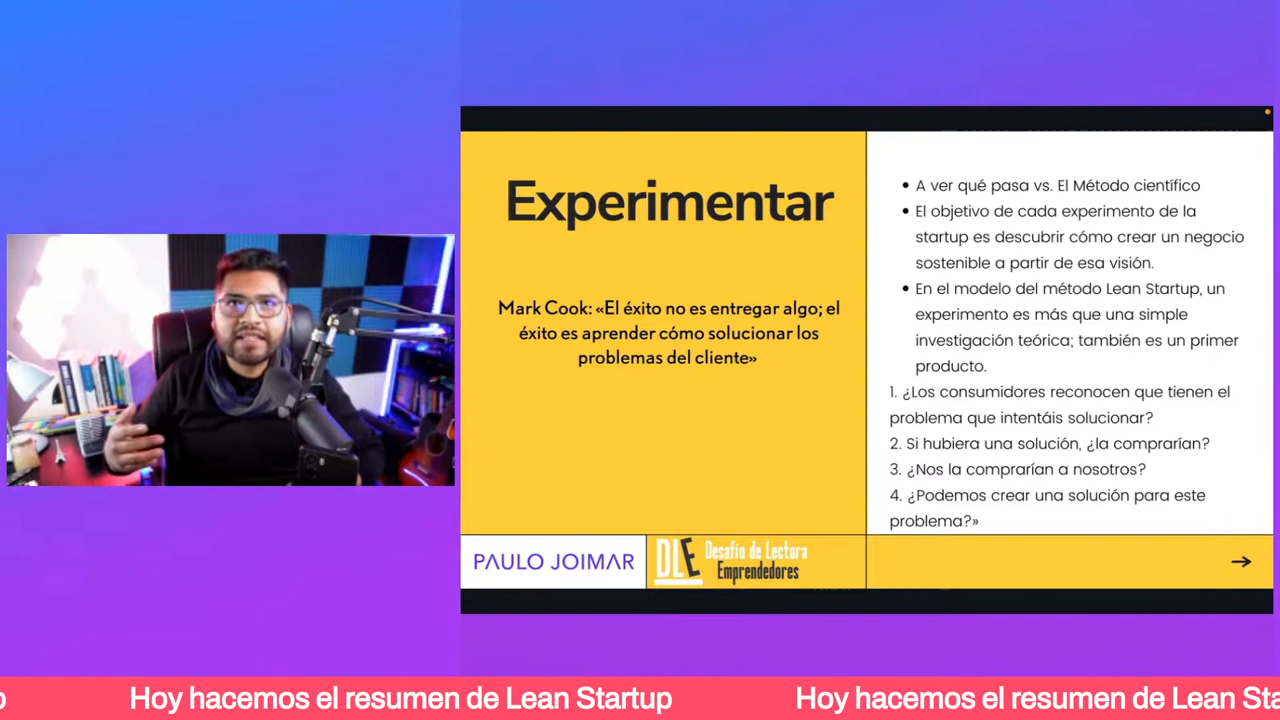 Experimentar
Mark Cook: «El éxito no es entregar algo; el
éxito es aprender cómo solucionar los
problemas del cliente»
• A ver qué pasa vs. El Método científico
• El objetivo de cada experimento de la
startup es descubrir cómo crear un negocio
sostenible a partir de esa visión.
• En el modelo del método Lean Startup, un
experimento es más que una simple
investigación teórica; también es un primer
producto.
1. ¿Los consumidores reconocen que tienen el
problema que intentáis solucionar?
2. Si hubiera una solución, ¿la comprarían?
3. ¿Nos la comprarían a nosotros?
4. ¿Podemos crear una solución para este
problema?»
PAULO JOIMAR
DLE Desafío de Lectura
Emprendedores
p Hoy hacemos el resumen de Lean Startup Hoy hacemos el resumen de Lean Sta